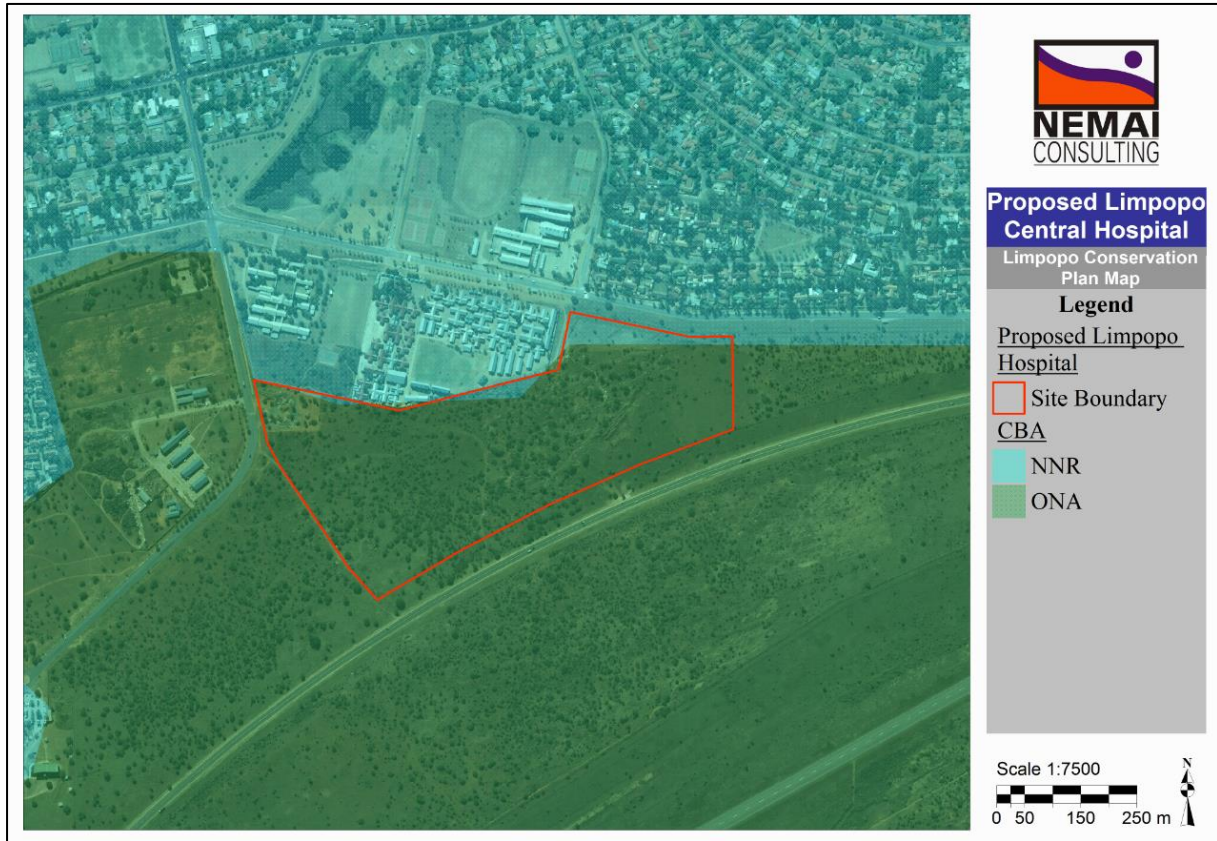 NEMAI
CONSULTING
Proposed Limpopo
Central Hospital
Limpopo Conservation
Plan Map
Legend
Proposed Limpopo
Hospital
Site Boundary
CBA
NNR
ONA
Scale 1:7500
N
0 50 150 250 m